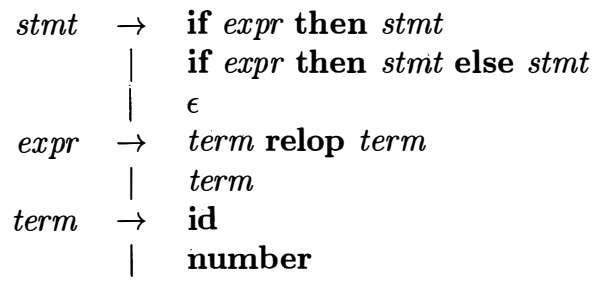 stmt → if expr then stmt
| if expr then stmt else stmt
| ϵ
expr → term relop term
| term
term → id
| number